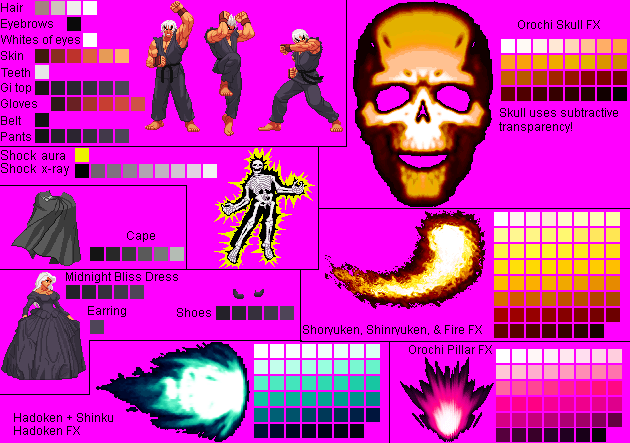 Hair
Eyebrows
Whites of eyes
Skin
Teeth
Gi top
Gloves
Belt
Pants
Orochi Skull FX
Skull uses subtractive
transparency!
Shock aura
Shock x-ray
Cape
Midnight Bliss Dress
Earring
Shoes
Shoryuken, Shinryuken, & Fire FX
Orochi Pillar FX
Hadoken + Shinku
Hadoken FX